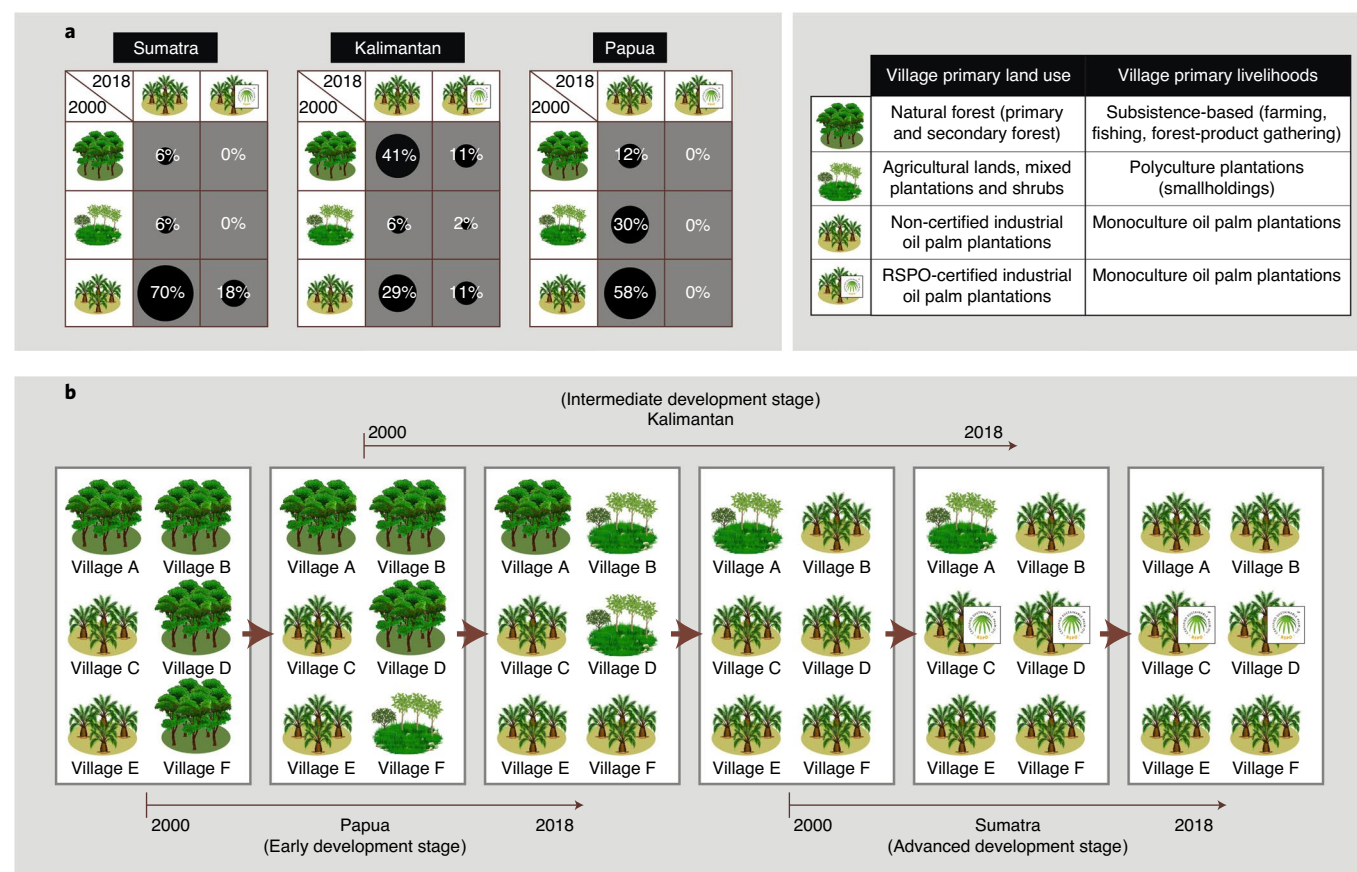 a
Sumatra
2018
2000
6%
0%
6%
0%
70%
18%
Kalimantan
2018
2000
41%
11%
6%
2%
29%
11%
Papua
2018
2000
12%
0%
30%
0%
58%
0%
Village primary land use
Village primary livelihoods
Natural forest (primary
and secondary forest)
Subsistence-based (farming,
fishing, forest-product gathering)
Agricultural lands, mixed
plantations and shrubs
Polyculture plantations
(smallholdings)
Non-certified industrial
oil palm plantations
Monoculture oil palm plantations
RSPO-certified industrial
oil palm plantations
Monoculture oil palm plantations
b
(Intermediate development stage)
Kalimantan
2000
2018
Village A Village B
Village C Village D
Village E Village F
Village A Village B
Village C Village D
Village E Village F
Village A Village B
Village C Village D
Village E Village F
Village A Village B
Village C Village D
Village E Village F
Village A Village B
Village C Village D
Village E Village F
Village A Village B
Village C Village D
Village E Village F
2000
Papua
2018
(Early development stage)
2000
Sumatra
2018
(Advanced development stage)